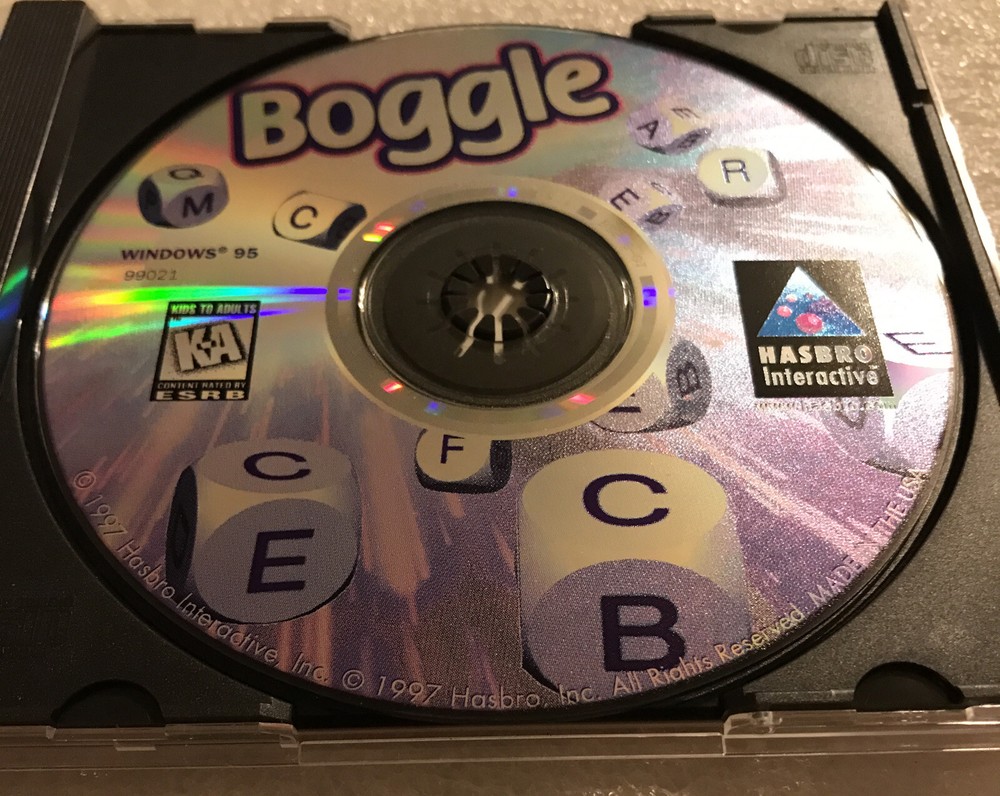 Boggle
Q
M
C
A
E
B
R
E
B
WINDOWS® 95
99021
KIDS TO ADULTS
K-A
CONTENT RATED BY
ESRB
HASBRO
Interactive™
E
B
F
C
E
C
B
© 1997 Hasbro Interactive, Inc. © 1997 Hasbro, Inc. All Rights Reserved. MADE IN THE USA